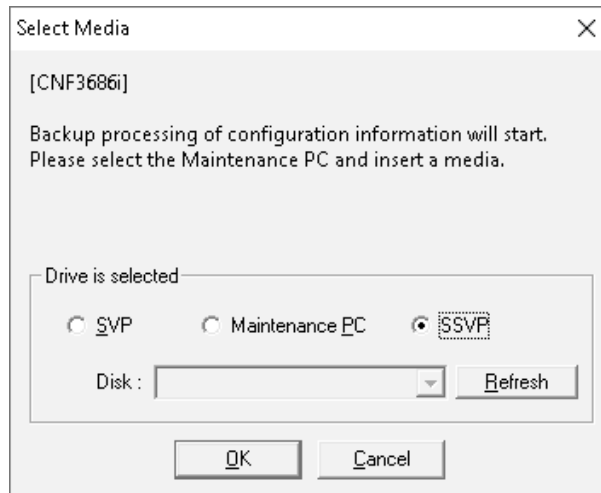 Select Media
[CNF3686i]
Backup processing of configuration information will start.
Please select the Maintenance PC and insert a media.
Drive is selected
SVP Maintenance PC SSVP
Disk : Refresh
OK Cancel